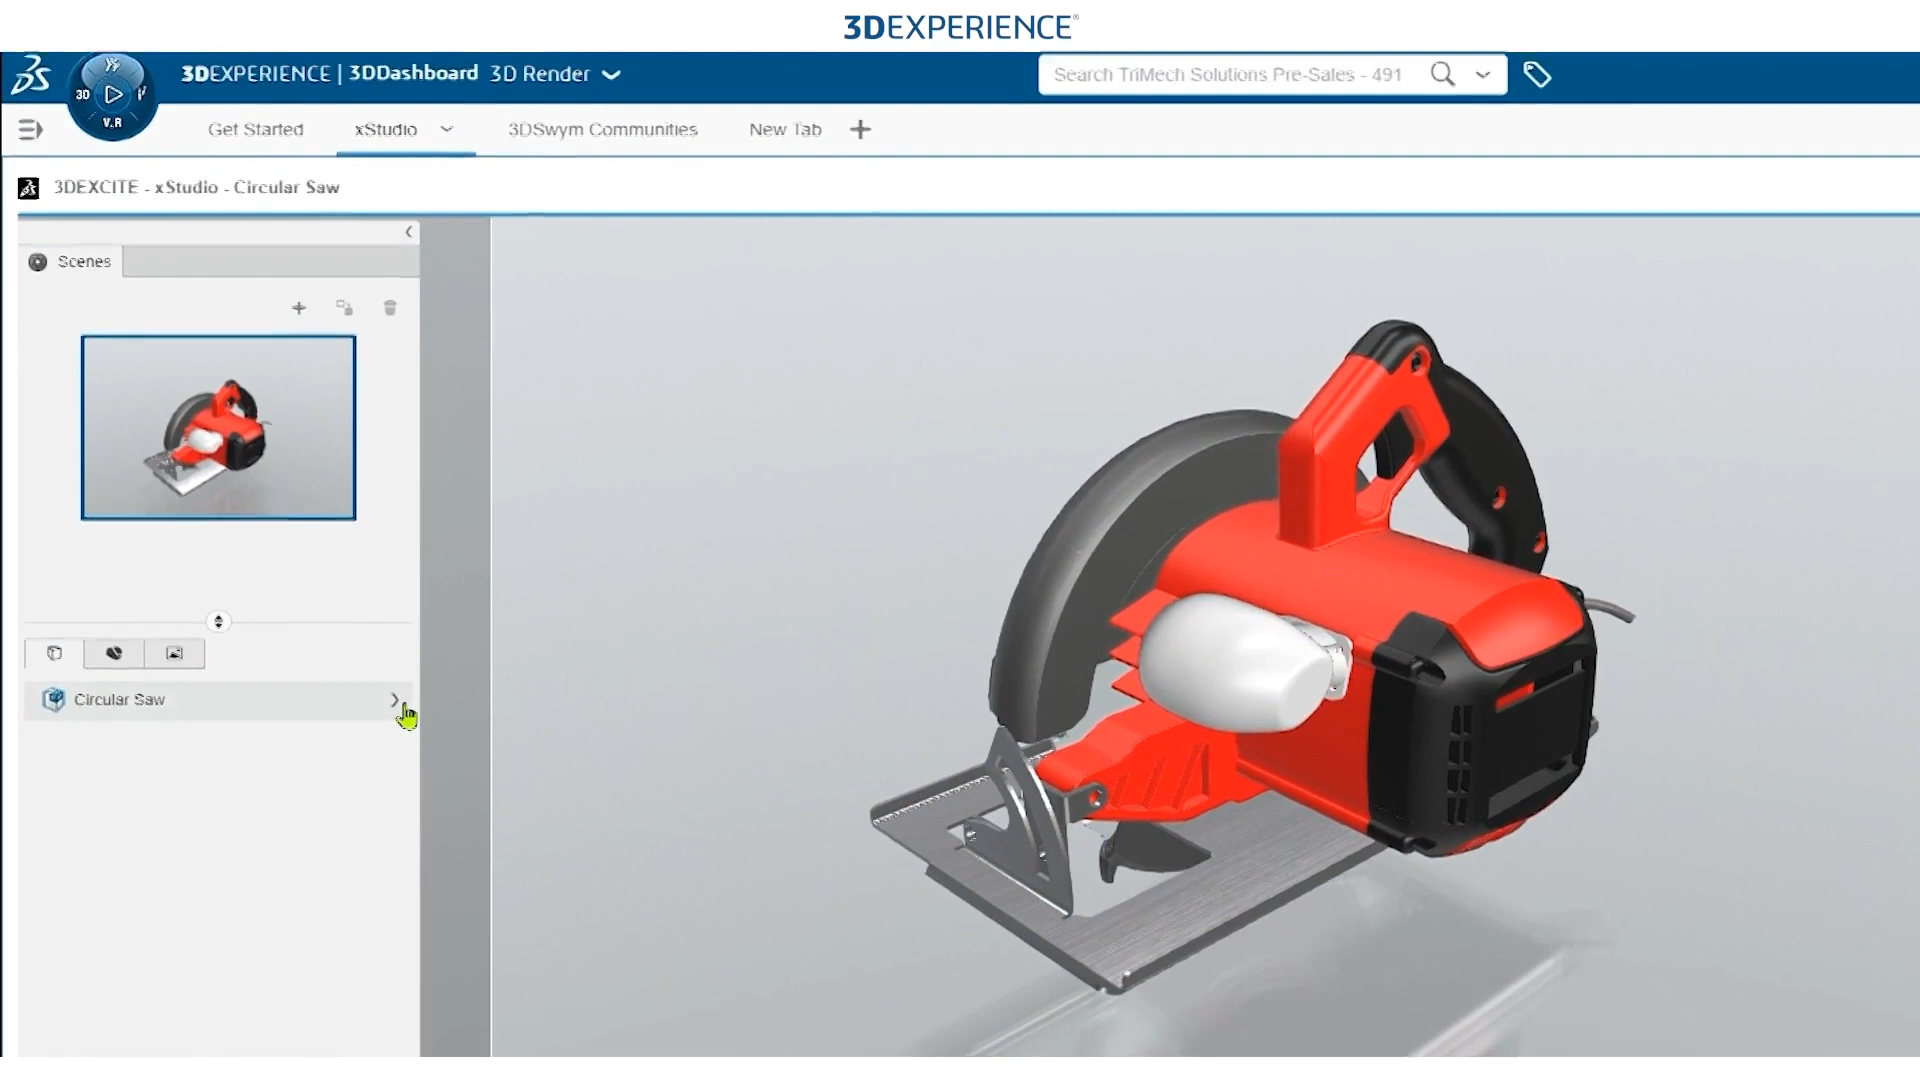 3DEXPERIENCE®
3DEXPERIENCE | 3DDashboard 3D Render
Search TriMech Solutions Pre-Sales - 491
3D
V.R
Get Started xStudio 3DSwym Communities New Tab
3DEXCITE - xStudio - Circular Saw
Scenes
Circular Saw